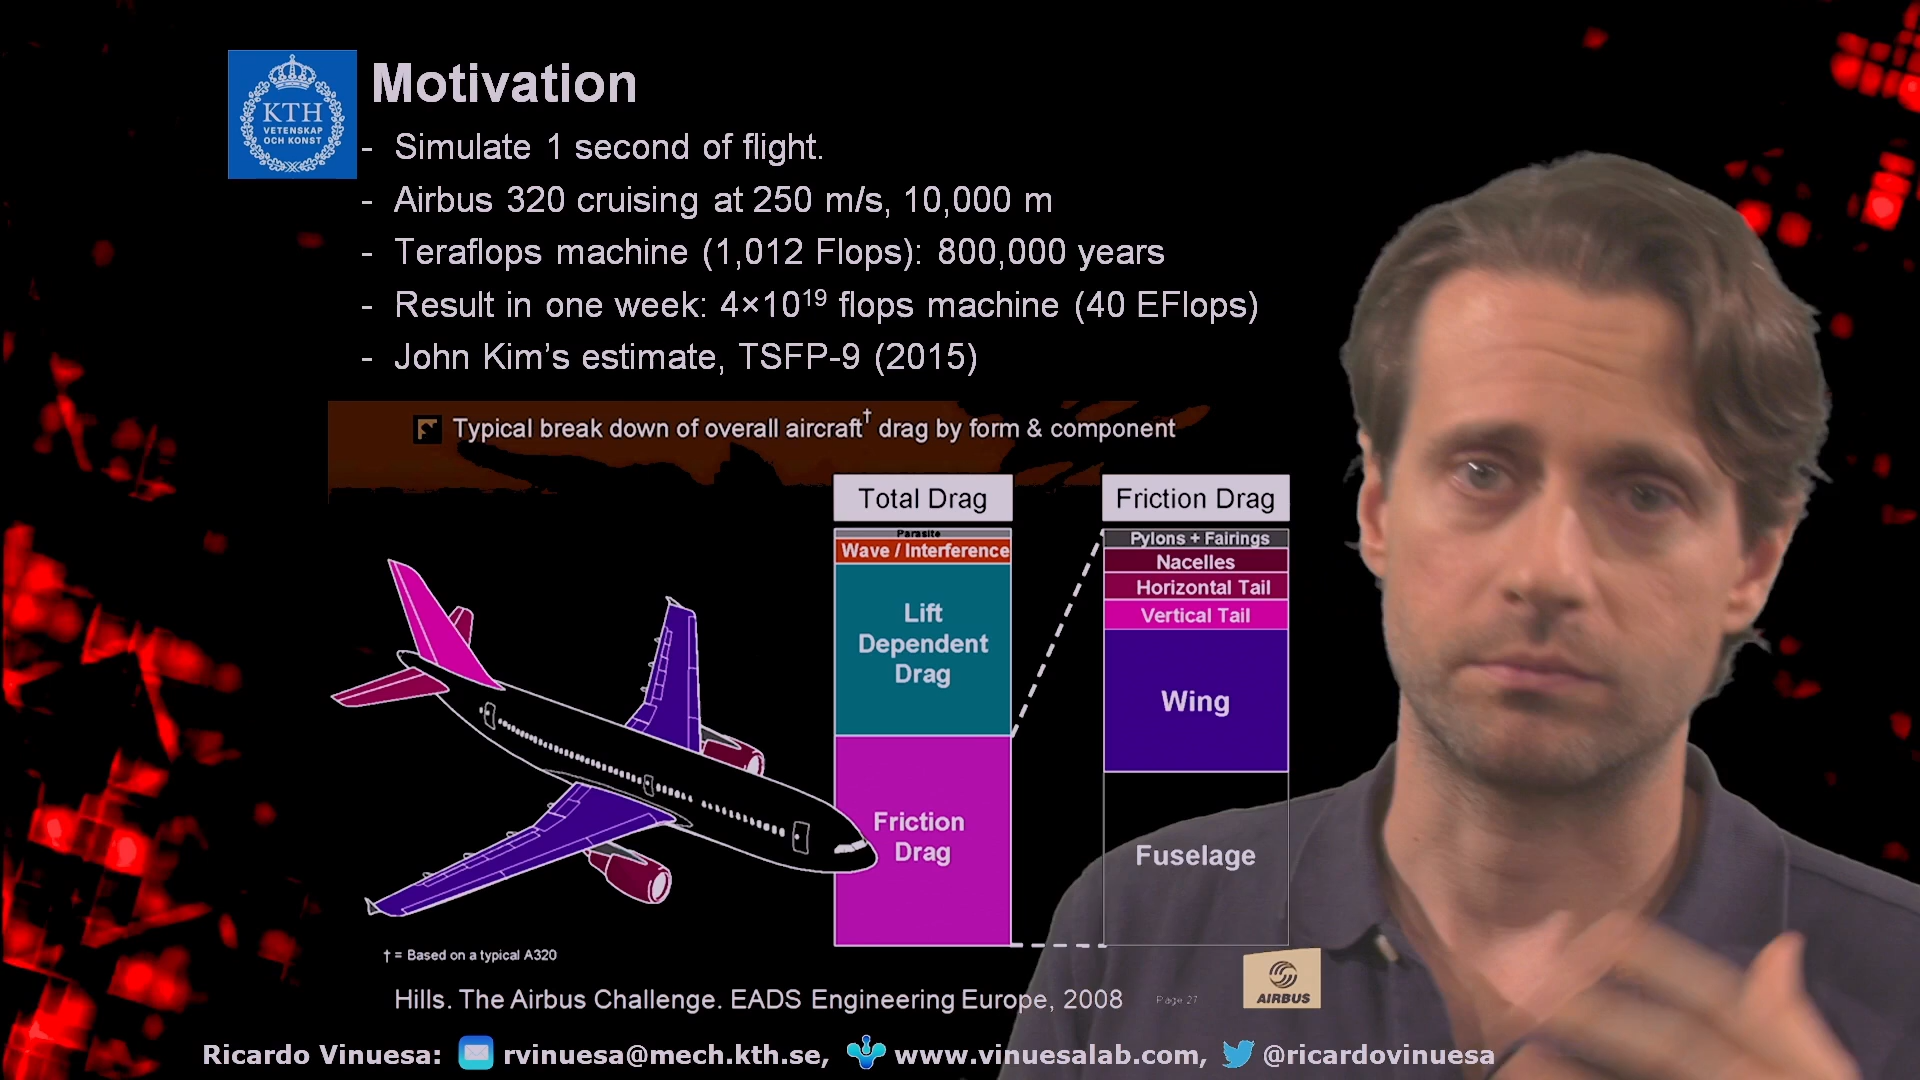 KTH
VETENSKAP
OCH KONST
Motivation
- Simulate 1 second of flight.
- Airbus 320 cruising at 250 m/s, 10,000 m
- Teraflops machine (1,012 Flops): 800,000 years
- Result in one week: 4×10¹⁹ flops machine (40 EFlops)
- John Kim’s estimate, TSFP-9 (2015)
Typical break down of overall aircraft† drag by form & component
Total Drag
Parasite
Wave / Interference
Lift
Dependent
Drag
Friction
Drag
Friction Drag
Pylons + Fairings
Nacelles
Horizontal Tail
Vertical Tail
Wing
Fuselage
† = Based on a typical A320
Hills. The Airbus Challenge. EADS Engineering Europe, 2008
Page 27
AIRBUS
Ricardo Vinuesa: rvinuesa@mech.kth.se, www.vinuesalab.com, @ricardovinuesa